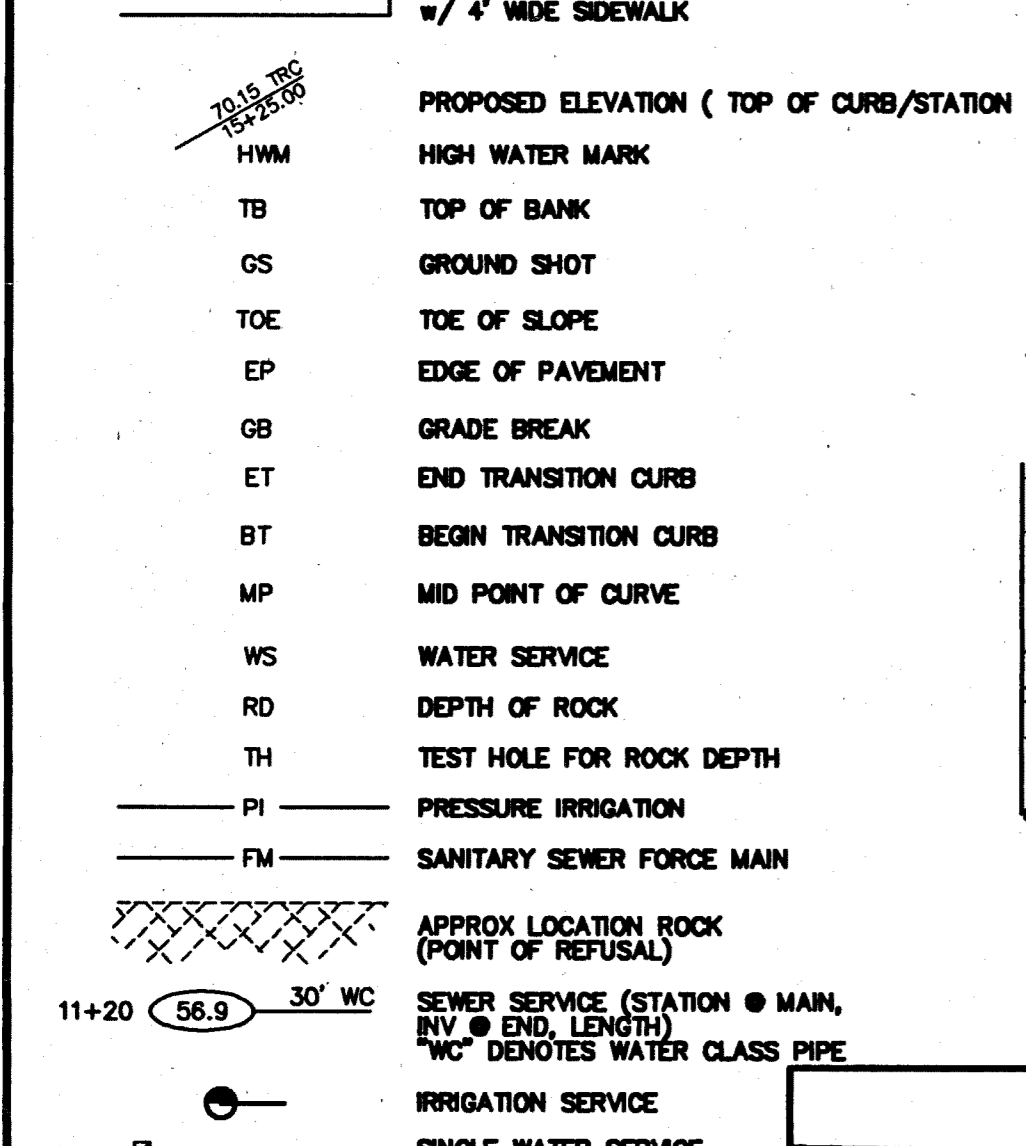 w/ 4' WIDE SIDEWALK
70.15 TRC
15+25.00
PROPOSED ELEVATION ( TOP OF CURB/STATION
HWM HIGH WATER MARK
TB TOP OF BANK
GS GROUND SHOT
TOE TOE OF SLOPE
EP EDGE OF PAVEMENT
GB GRADE BREAK
ET END TRANSITION CURB
BT BEGIN TRANSITION CURB
MP MID POINT OF CURVE
WS WATER SERVICE
RD DEPTH OF ROCK
TH TEST HOLE FOR ROCK DEPTH
PI PRESSURE IRRIGATION
FM SANITARY SEWER FORCE MAIN
APPROX LOCATION ROCK
(POINT OF REFUSAL)
11+20 56.9 30' WC SEWER SERVICE (STATION @ MAIN,
INV @ END, LENGTH)
"WC" DENOTES WATER CLASS PIPE
IRRIGATION SERVICE
SINGLE WATER SERVICE